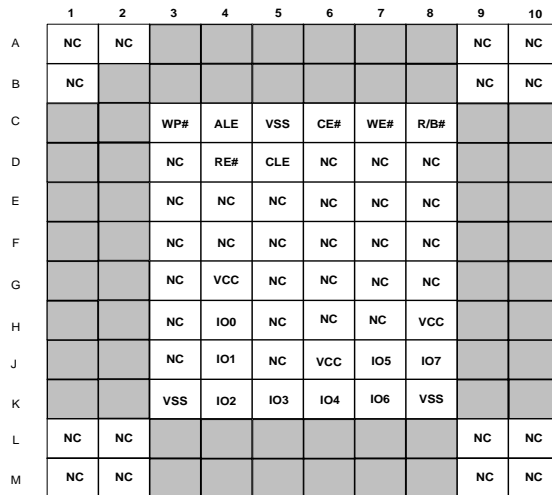 1 2 3 4 5 6 7 8 9 10
A NC NC NC NC
B NC NC NC
C WP# ALE VSS CE# WE# R/B#
D NC RE# CLE NC NC NC
E NC NC NC NC NC NC
F NC NC NC NC NC NC
G NC VCC NC NC NC NC
H NC IO0 NC NC NC VCC
J NC IO1 NC VCC IO5 IO7
K VSS IO2 IO3 IO4 IO6 VSS
L NC NC NC NC
M NC NC NC NC